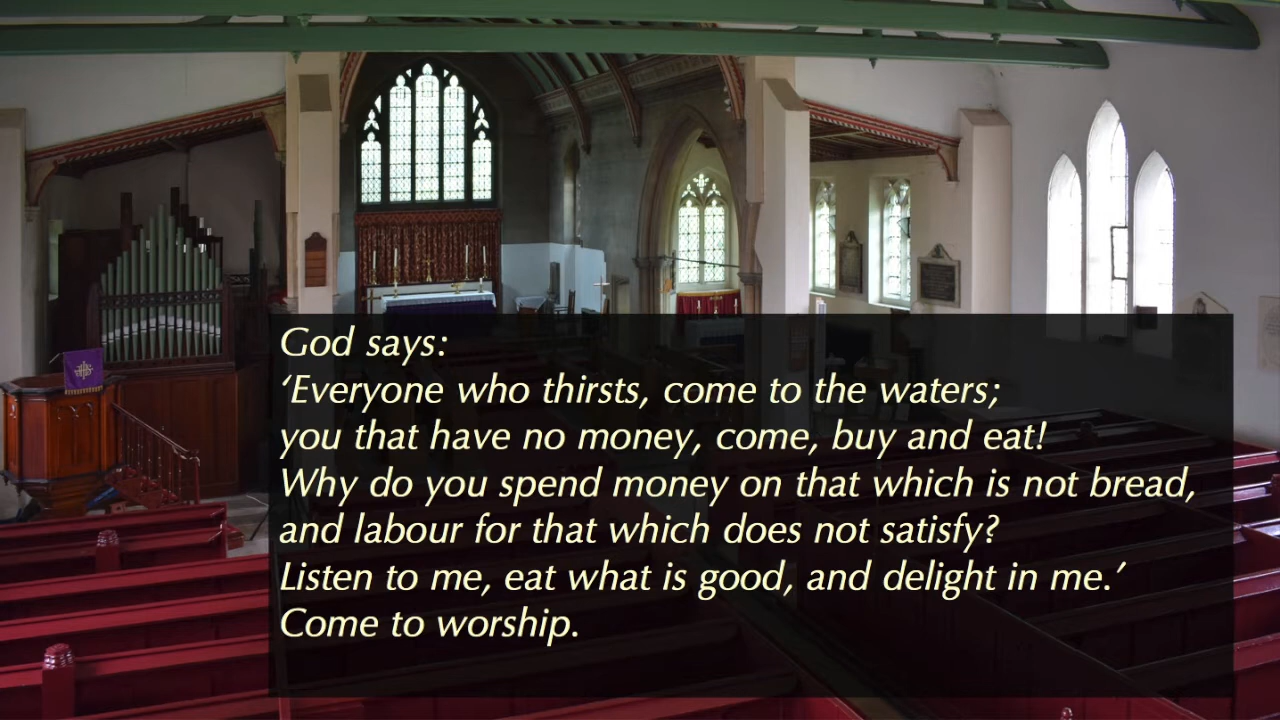 God says:
‘Everyone who thirsts, come to the waters;
you that have no money, come, buy and eat!
Why do you spend money on that which is not bread,
and labour for that which does not satisfy?
Listen to me, eat what is good, and delight in me.’
Come to worship.